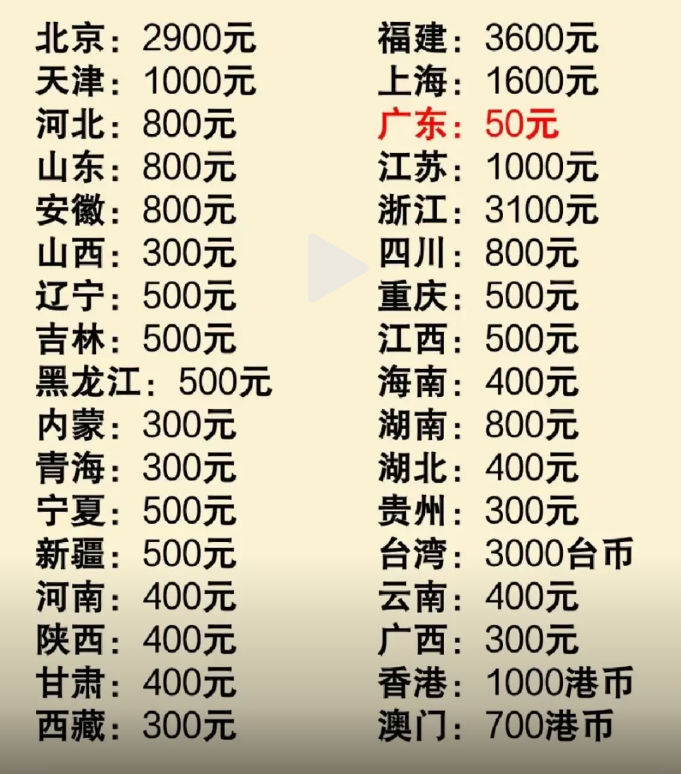 北京：2900元
天津：1000元
河北：800元
山东：800元
安徽：800元
山西：300元
辽宁：500元
吉林：500元
黑龙江：500元
内蒙：300元
青海：300元
宁夏：500元
新疆：500元
河南：400元
陕西：400元
甘肃：400元
西藏：300元
福建：3600元
上海：1600元
广东：50元
江苏：1000元
浙江：3100元
四川：800元
重庆：500元
江西：500元
海南：400元
湖南：800元
湖北：400元
贵州：300元
台湾：3000台币
云南：400元
广西：300元
香港：1000港币
澳门：700港币